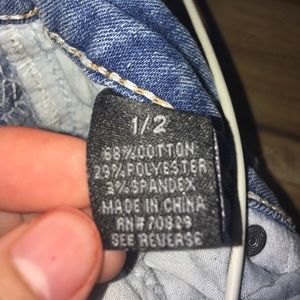 1/2
68%COTTON
29%POLYESTER
3%SPANDEX
MADE IN CHINA
RN#70829
SEE REVERSE